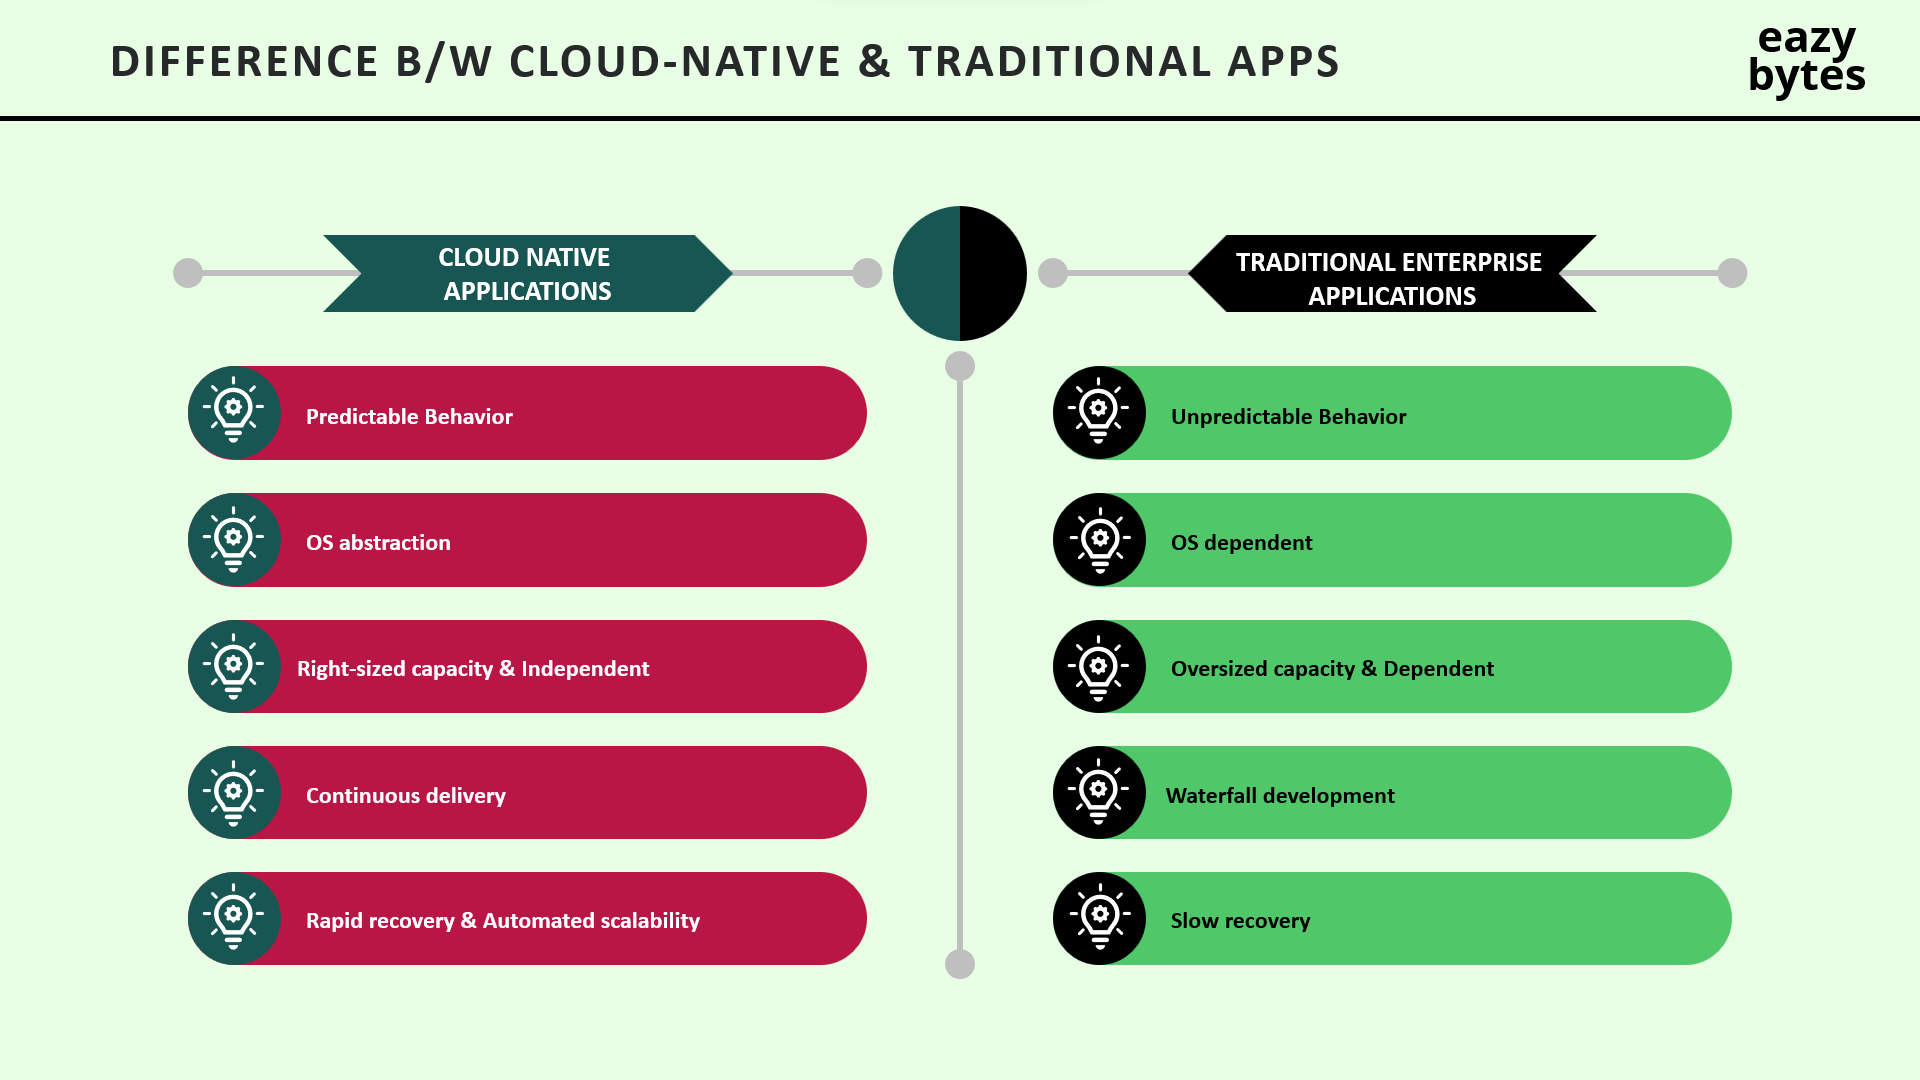 DIFFERENCE B/W CLOUD-NATIVE & TRADITIONAL APPS
eazy
bytes
CLOUD NATIVE
APPLICATIONS
TRADITIONAL ENTERPRISE
APPLICATIONS
Predictable Behavior
OS abstraction
Right-sized capacity & Independent
Continuous delivery
Rapid recovery & Automated scalability
Unpredictable Behavior
OS dependent
Oversized capacity & Dependent
Waterfall development
Slow recovery